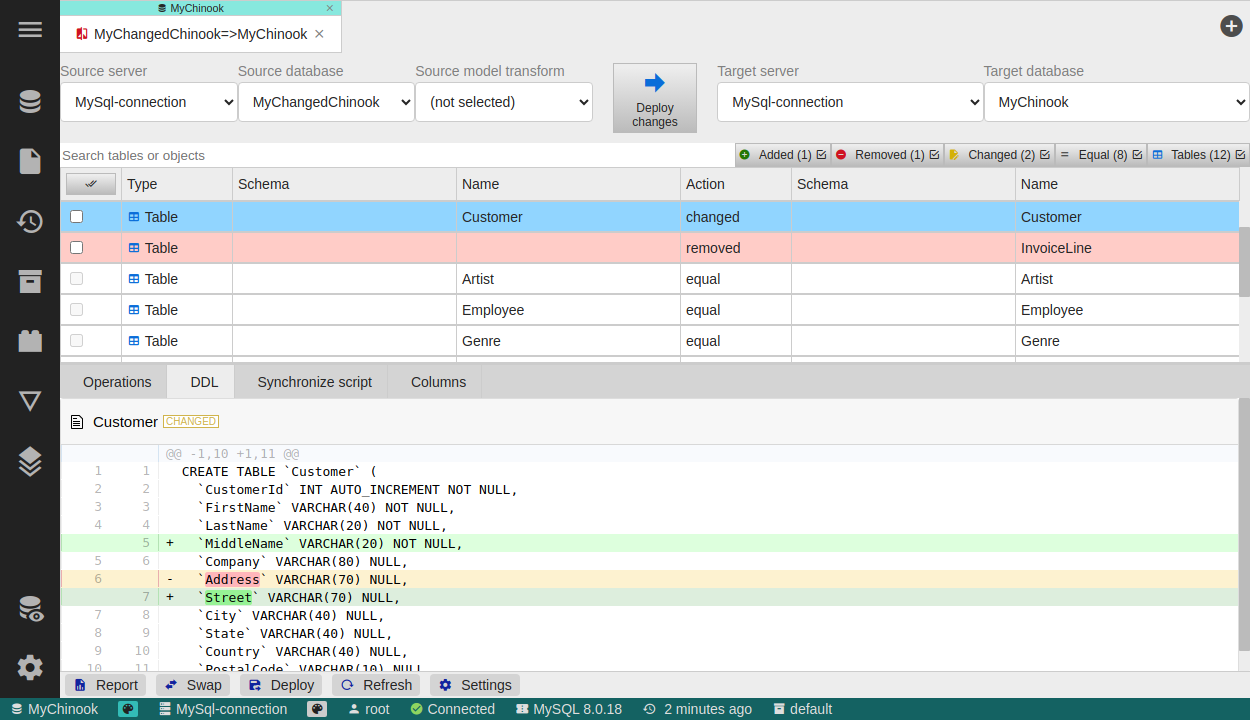 MyChinook ×
MyChangedChinook=>MyChinook ×
Source server Source database Source model transform Target server Target database
MySql-connection MyChangedChinook (not selected) Deploy changes MySql-connection MyChinook
Search tables or objects Added (1) Removed (1) Changed (2) = Equal (8) Tables (12)
Type Schema Name Action Schema Name
Table Customer changed Customer
Table removed InvoiceLine
Table Artist equal Artist
Table Employee equal Employee
Table Genre equal Genre
Operations DDL Synchronize script Columns
Customer CHANGED
@@ -1,10 +1,11 @@
1 1 CREATE TABLE `Customer` (
2 2 `CustomerId` INT AUTO_INCREMENT NOT NULL,
3 3 `FirstName` VARCHAR(40) NOT NULL,
4 4 `LastName` VARCHAR(20) NOT NULL,
5 + `MiddleName` VARCHAR(20) NOT NULL,
5 6 `Company` VARCHAR(80) NULL,
6 - `Address` VARCHAR(70) NULL,
7 + `Street` VARCHAR(70) NULL,
7 8 `City` VARCHAR(40) NULL,
8 9 `State` VARCHAR(40) NULL,
9 10 `Country` VARCHAR(40) NULL,
10 11 `PostalCode` VARCHAR(10) NULL
Report Swap Deploy Refresh Settings
MyChinook MySql-connection root Connected MySQL 8.0.18 2 minutes ago default